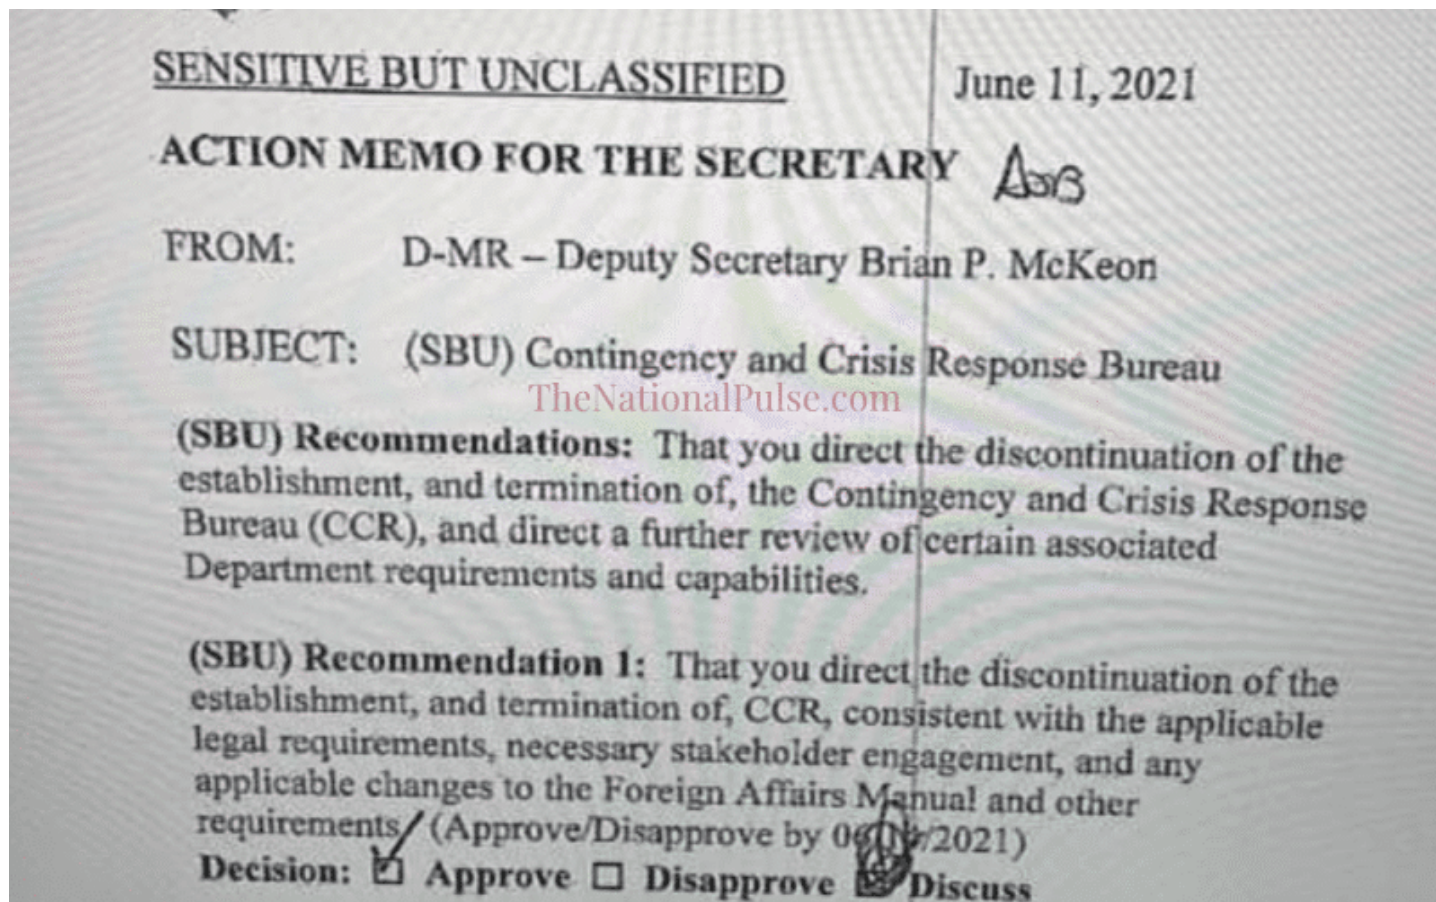 SENSITIVE BUT UNCLASSIFIED June 11, 2021
ACTION MEMO FOR THE SECRETARY
FROM: D-MR – Deputy Secretary Brian P. McKeon
SUBJECT: (SBU) Contingency and Crisis Response Bureau
TheNationalPulse.com
(SBU) Recommendations: That you direct the discontinuation of the
establishment, and termination of, the Contingency and Crisis Response
Bureau (CCR), and direct a further review of certain associated
Department requirements and capabilities.
(SBU) Recommendation 1: That you direct the discontinuation of the
establishment, and termination of, CCR, consistent with the applicable
legal requirements, necessary stakeholder engagement, and any
applicable changes to the Foreign Affairs Manual and other
requirements (Approve/Disapprove by /2021)
Decision: ☑ Approve ☐ Disapprove Discuss